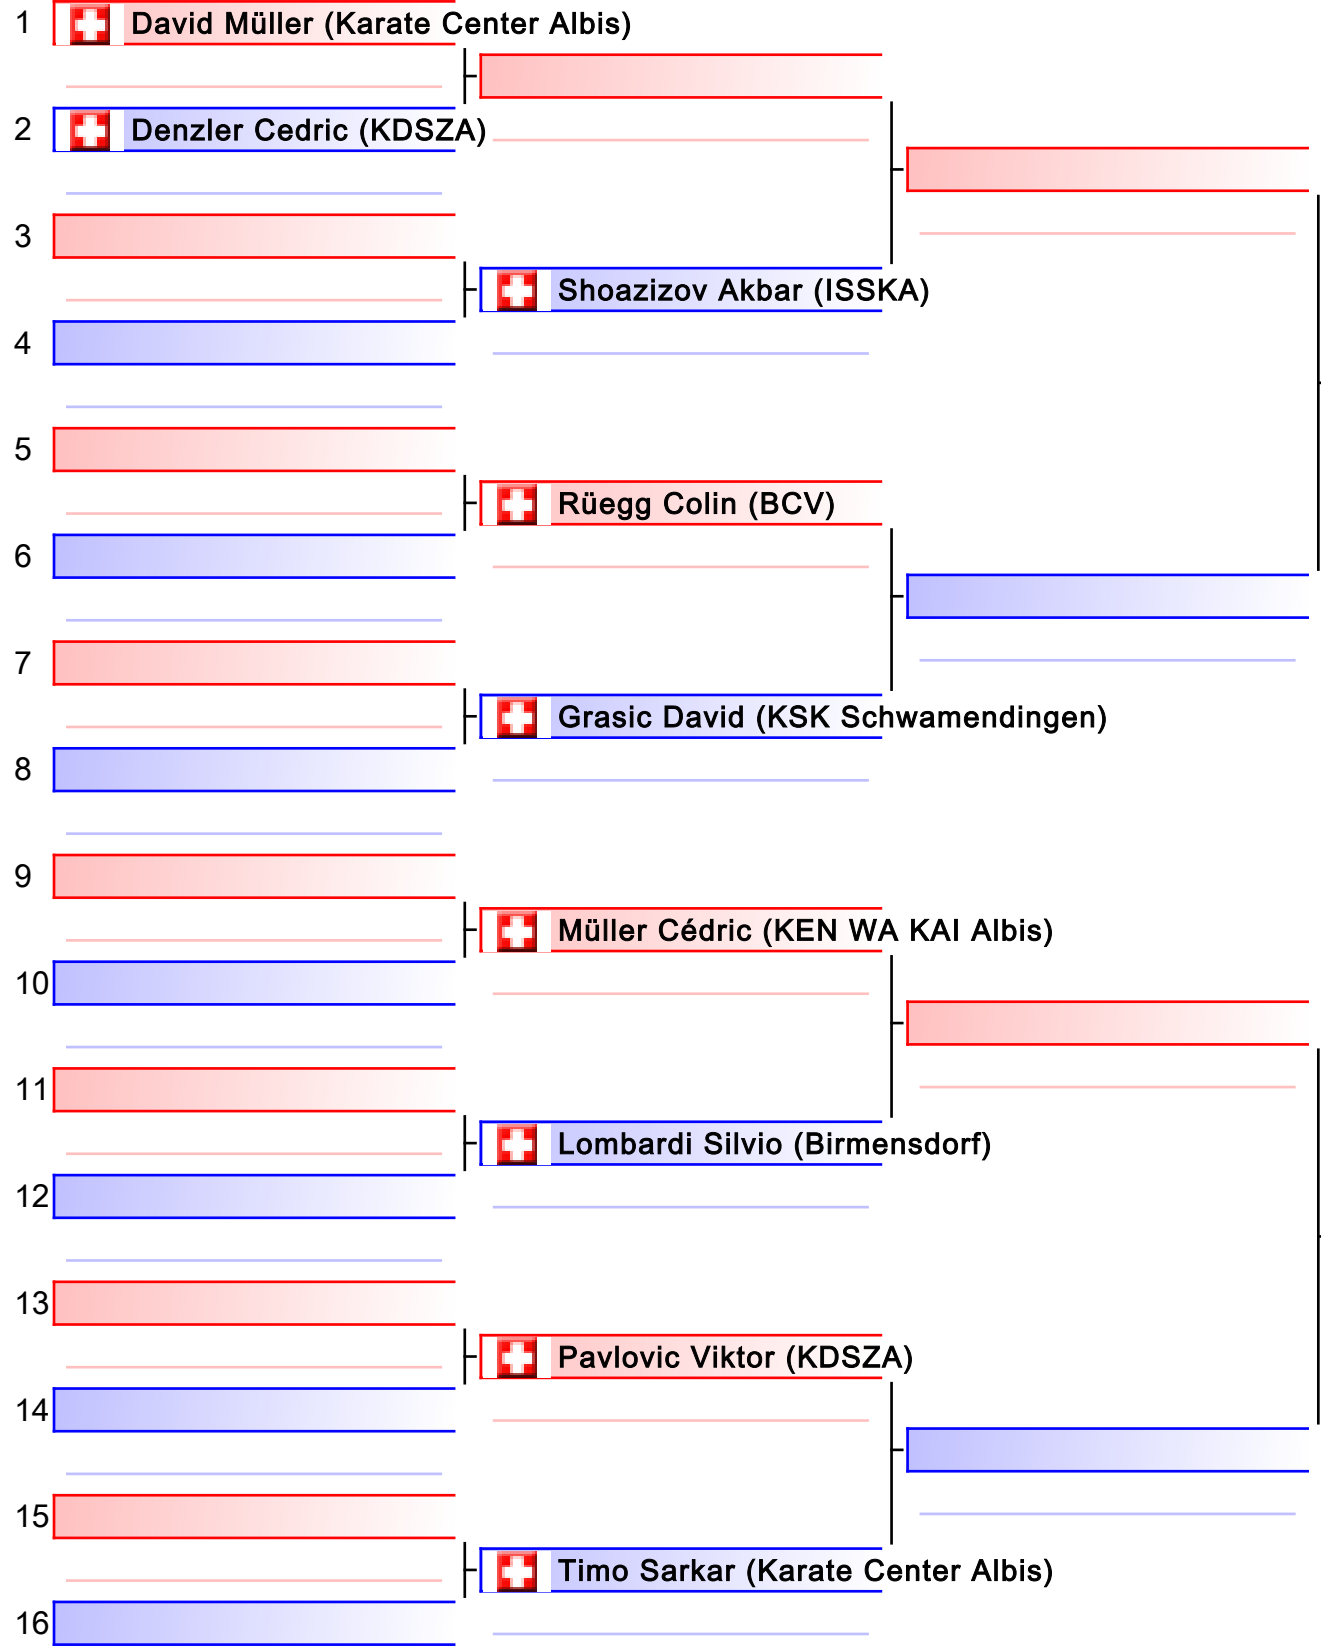 1 David Müller (Karate Center Albis)
2 Denzler Cedric (KDSZA)
3
Shoazizov Akbar (ISSKA)
4
5
Rüegg Colin (BCV)
6
7
Grasic David (KSK Schwamendingen)
8
9
Müller Cédric (KEN WA KAI Albis)
10
11
Lombardi Silvio (Birmensdorf)
12
13
Pavlovic Viktor (KDSZA)
14
15
Timo Sarkar (Karate Center Albis)
16